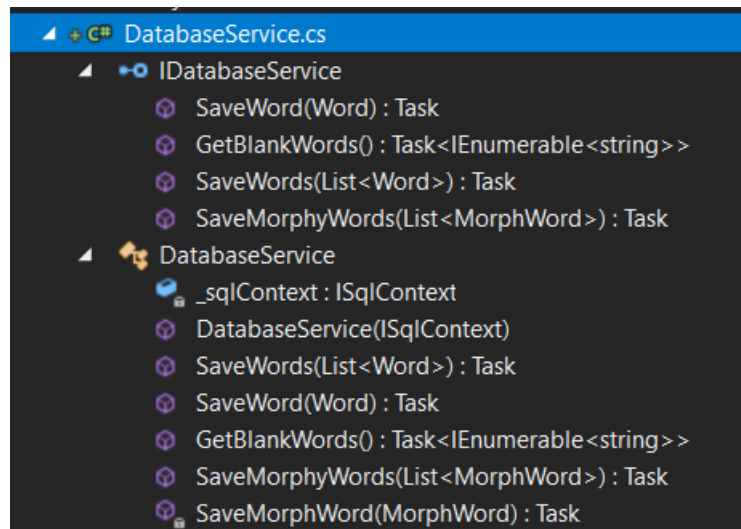 C# DatabaseService.cs
IDatabaseService
SaveWord(Word) : Task
GetBlankWords() : Task<IEnumerable<string>>
SaveWords(List<Word>) : Task
SaveMorphyWords(List<MorphWord>) : Task
DatabaseService
_sqlContext : ISqlContext
DatabaseService(ISqlContext)
SaveWords(List<Word>) : Task
SaveWord(Word) : Task
GetBlankWords() : Task<IEnumerable<string>>
SaveMorphyWords(List<MorphWord>) : Task
SaveMorphWord(MorphWord) : Task